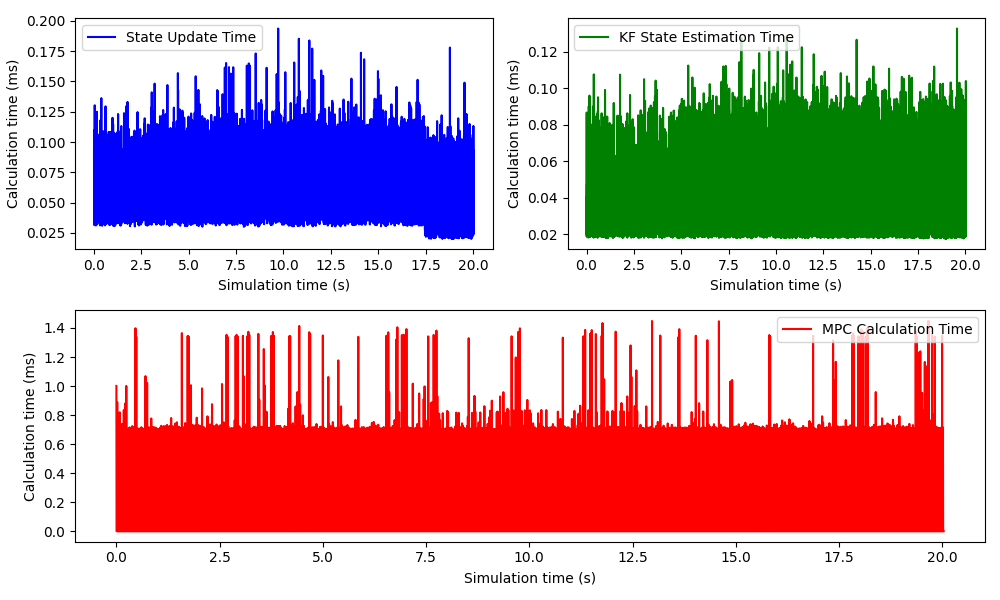 State Update Time
Calculation time (ms)
0.200
0.175
0.150
0.125
0.100
0.075
0.050
0.025
0.0 2.5 5.0 7.5 10.0 12.5 15.0 17.5 20.0
Simulation time (s)
KF State Estimation Time
Calculation time (ms)
0.12
0.10
0.08
0.06
0.04
0.02
0.0 2.5 5.0 7.5 10.0 12.5 15.0 17.5 20.0
Simulation time (s)
MPC Calculation Time
Calculation time (ms)
1.4
1.2
1.0
0.8
0.6
0.4
0.2
0.0
0.0 2.5 5.0 7.5 10.0 12.5 15.0 17.5 20.0
Simulation time (s)